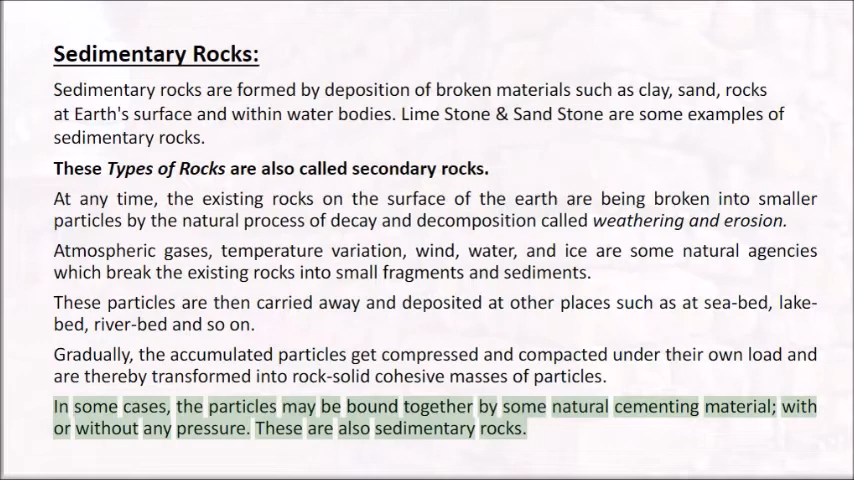 Sedimentary Rocks:
Sedimentary rocks are formed by deposition of broken materials such as clay, sand, rocks
at Earth's surface and within water bodies. Lime Stone & Sand Stone are some examples of
sedimentary rocks.
These Types of Rocks are also called secondary rocks.
At any time, the existing rocks on the surface of the earth are being broken into smaller
particles by the natural process of decay and decomposition called weathering and erosion.
Atmospheric gases, temperature variation, wind, water, and ice are some natural agencies
which break the existing rocks into small fragments and sediments.
These particles are then carried away and deposited at other places such as at sea-bed, lake-
bed, river-bed and so on.
Gradually, the accumulated particles get compressed and compacted under their own load and
are thereby transformed into rock-solid cohesive masses of particles.
In some cases, the particles may be bound together by some natural cementing material; with
or without any pressure. These are also sedimentary rocks.